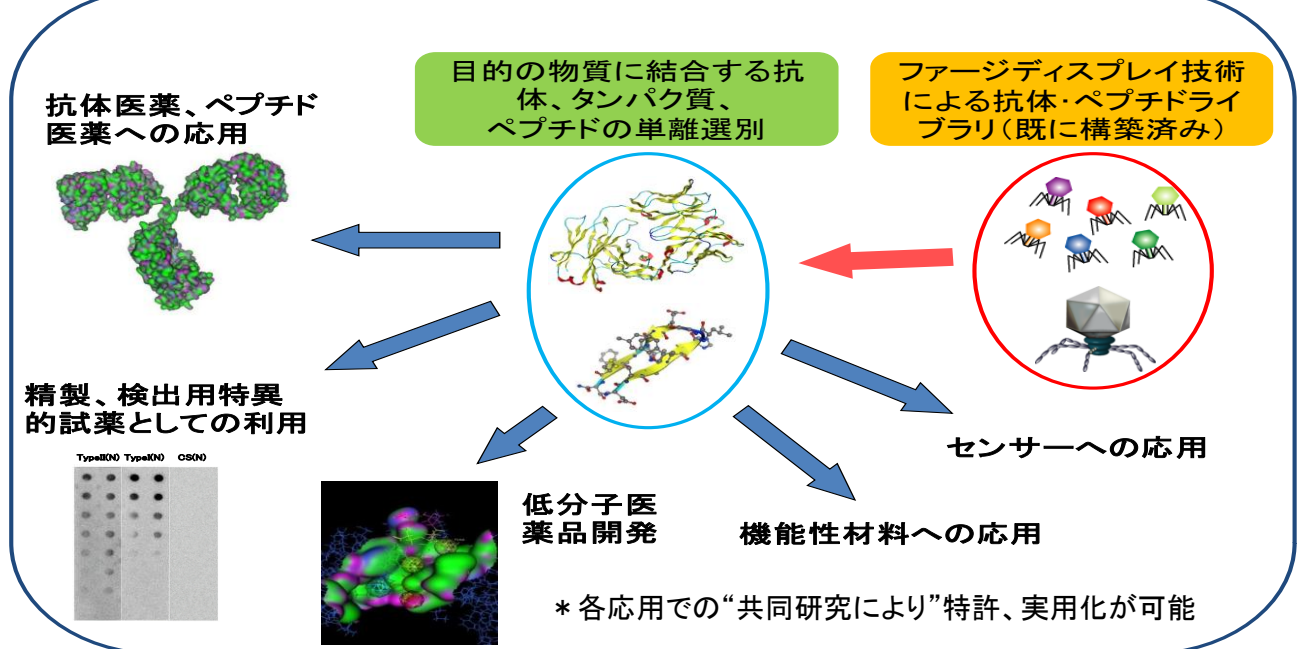 目的の物質に結合する抗
体、タンパク質、
ペプチドの単離選別
ファージディスプレイ技術
による抗体・ペプチドライ
ブラリ(既に構築済み)
抗体医薬、ペプチド
医薬への応用
精製、検出用特異
的試薬としての利用
TypeII(N) TypeI(N) CS(N)
低分子医
薬品開発
機能性材料への応用
センサーへの応用
*各応用での“共同研究により”特許、実用化が可能